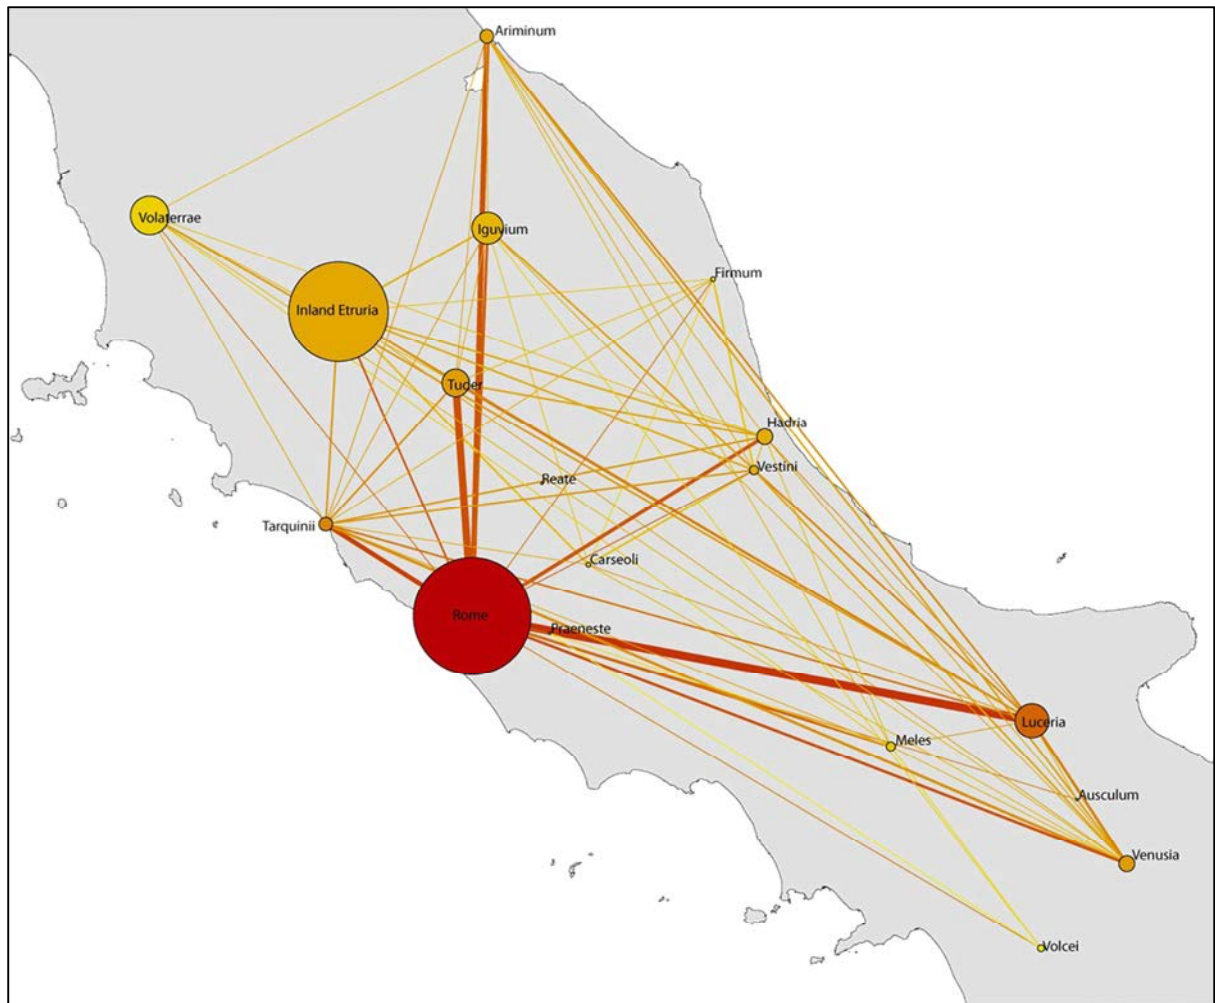 Ariminum
Volaterrae
Iguvium
Firmum
Inland Etruria
Tuder
Hadria
Vestini
Reate
Tarquinii
Carseoli
Rome
Praeneste
Luceria
Meles
Ausculum
Venusia
Volcei